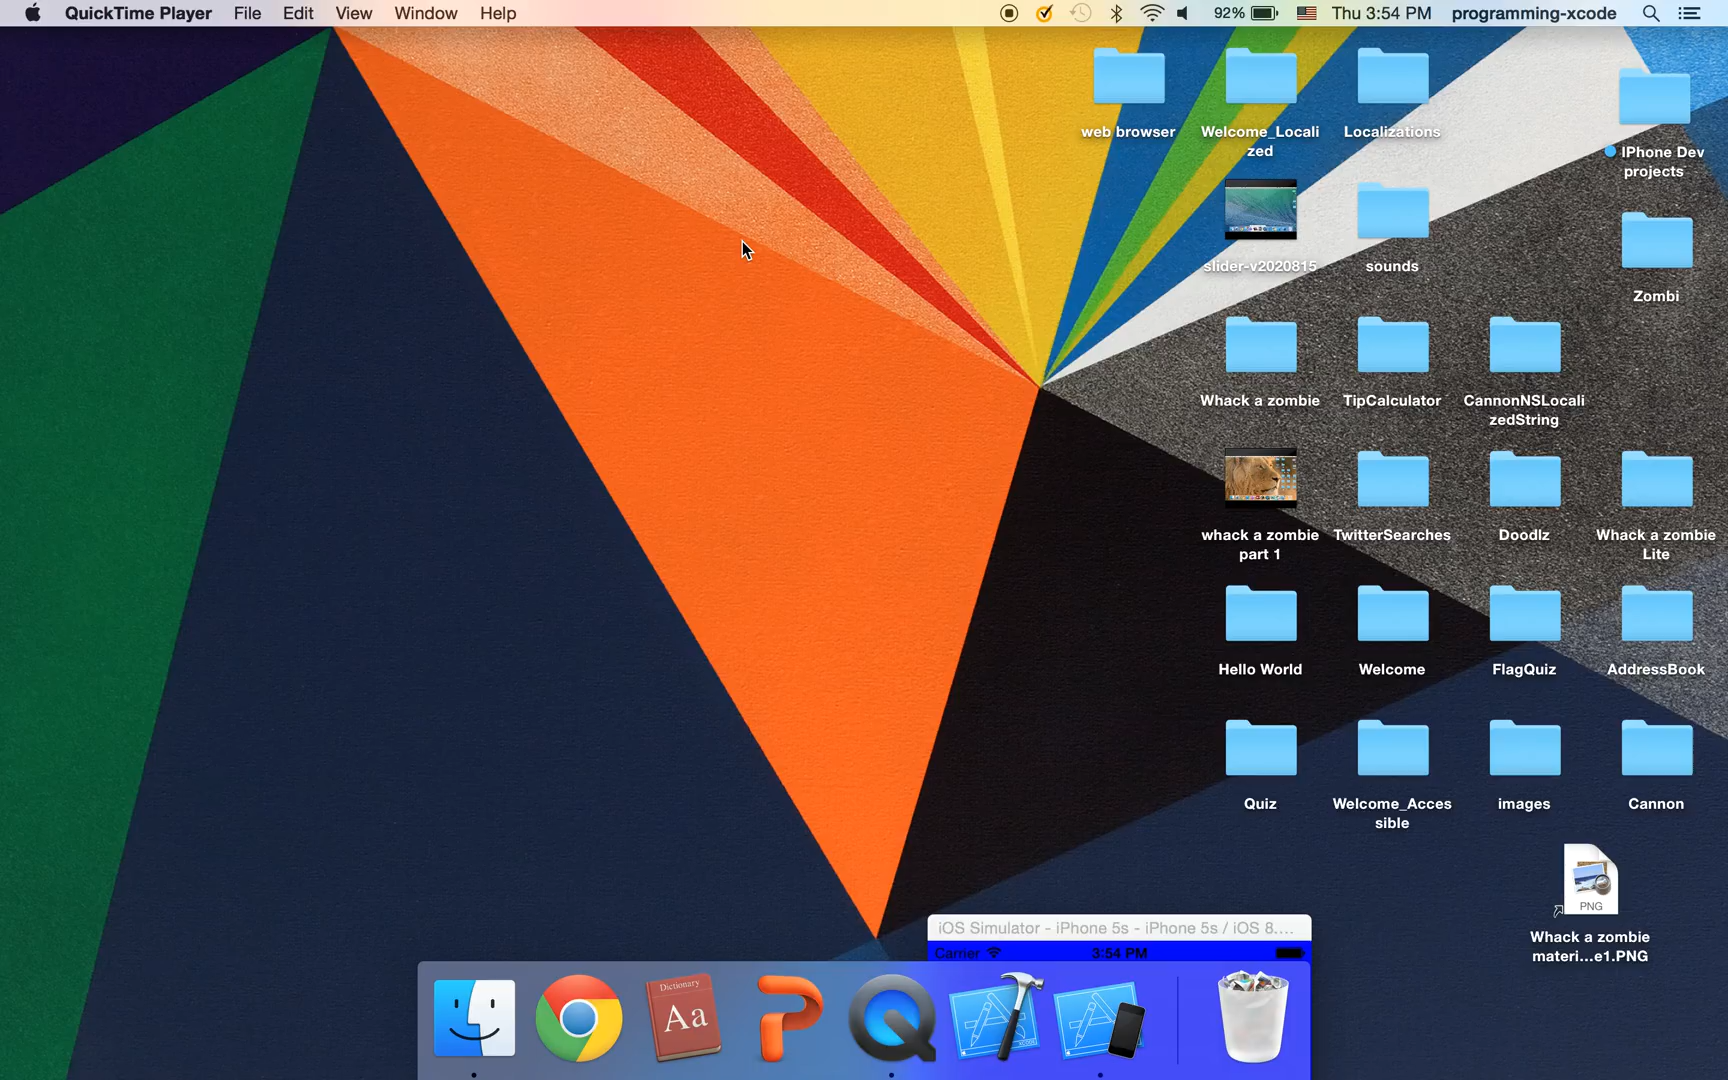 QuickTime Player File Edit View Window Help 92% Thu 3:54 PM programming-xcode
web browser
Welcome_Locali
zed
Localizations
IPhone Dev
projects
slider-v2020815
sounds
Zombi
Whack a zombie
TipCalculator
CannonNSLocali
zedString
whack a zombie
part 1
TwitterSearches
Doodlz
Whack a zombie
Lite
Hello World
Welcome
FlagQuiz
AddressBook
Quiz
Welcome_Acces
sible
images
Cannon
PNG
Whack a zombie
materi...e1.PNG
iOS Simulator - iPhone 5s - iPhone 5s / iOS 8....
Carrier 3:54 PM
Dictionary
Aa